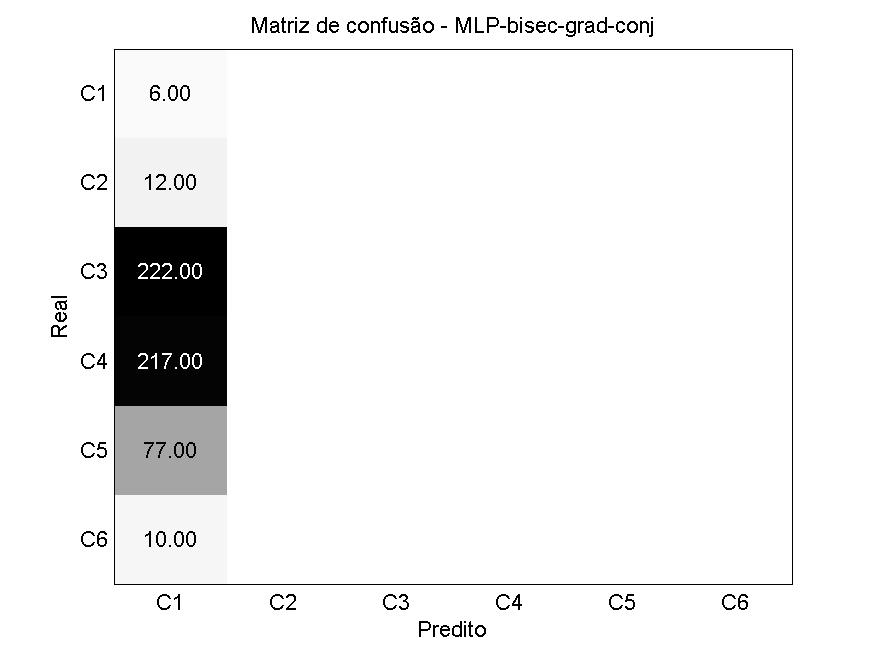 Matriz de confusão - MLP-bisec-grad-conj
Real
C1 6.00
C2 12.00
C3 222.00
C4 217.00
C5 77.00
C6 10.00
C1 C2 C3 C4 C5 C6
Predito